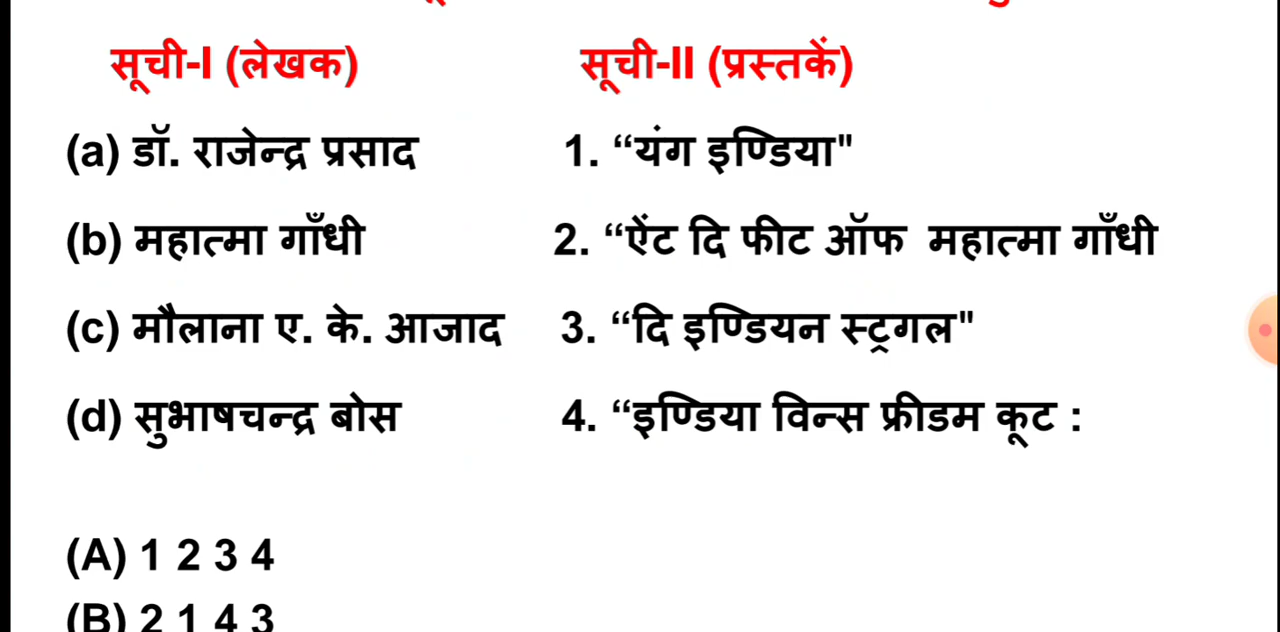 सूची-I (लेखक) सूची-II (प्रस्तकें)
(a) डॉ. राजेन्द्र प्रसाद 1. “यंग इण्डिया"
(b) महात्मा गाँधी 2. “ऐंट दि फीट ऑफ महात्मा गाँधी
(c) मौलाना ए. के. आजाद 3. “दि इण्डियन स्ट्रगल"
(d) सुभाषचन्द्र बोस 4. “इण्डिया विन्स फ्रीडम कूट :
(A) 1 2 3 4
(B) 2 1 4 3